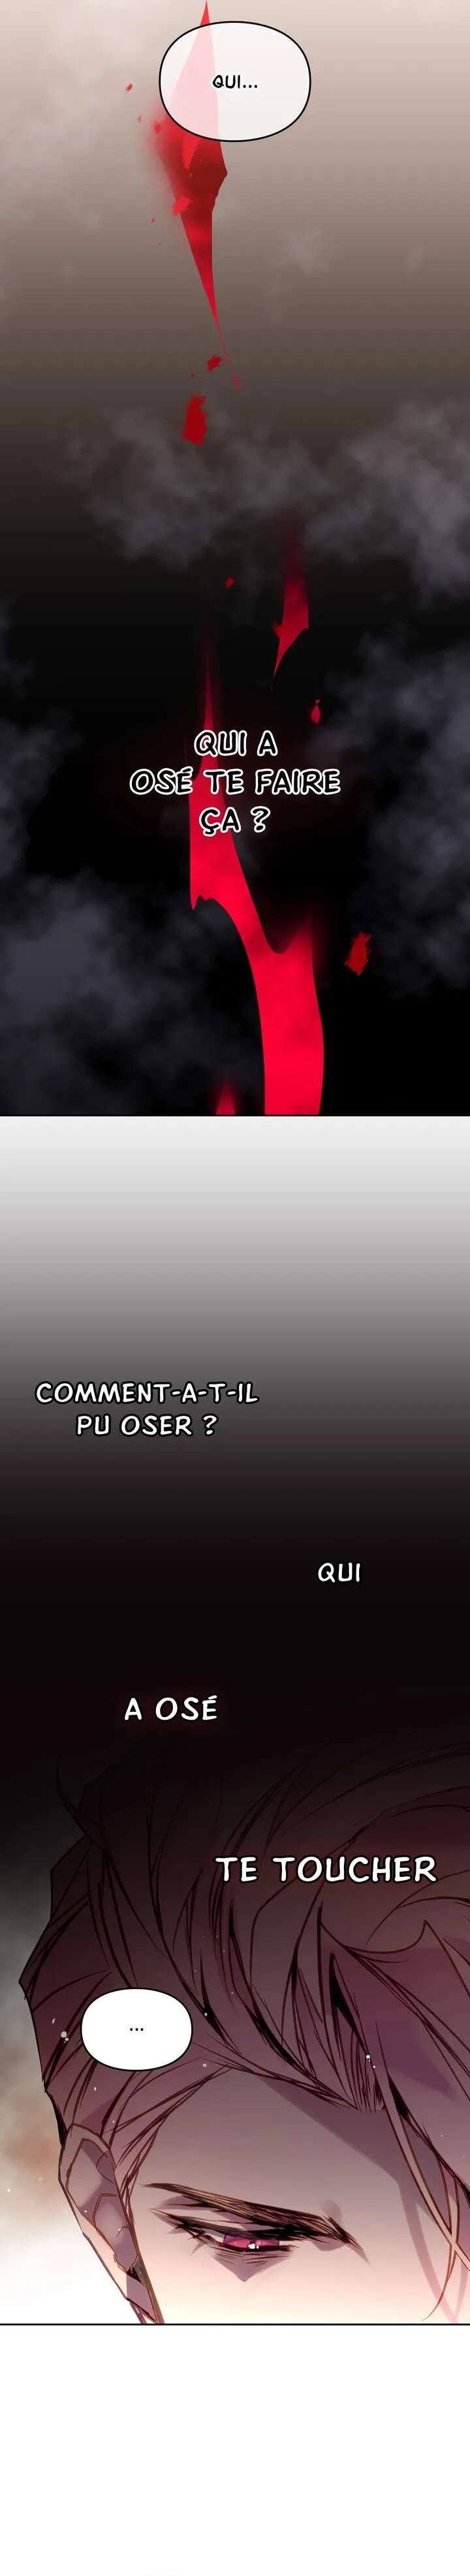 QUI...
QUI A
OSÉ TE FAIRE
ÇA ?
COMMENT-A-T-IL
PU OSER ?
QUI
A OSÉ
TE TOUCHER
...